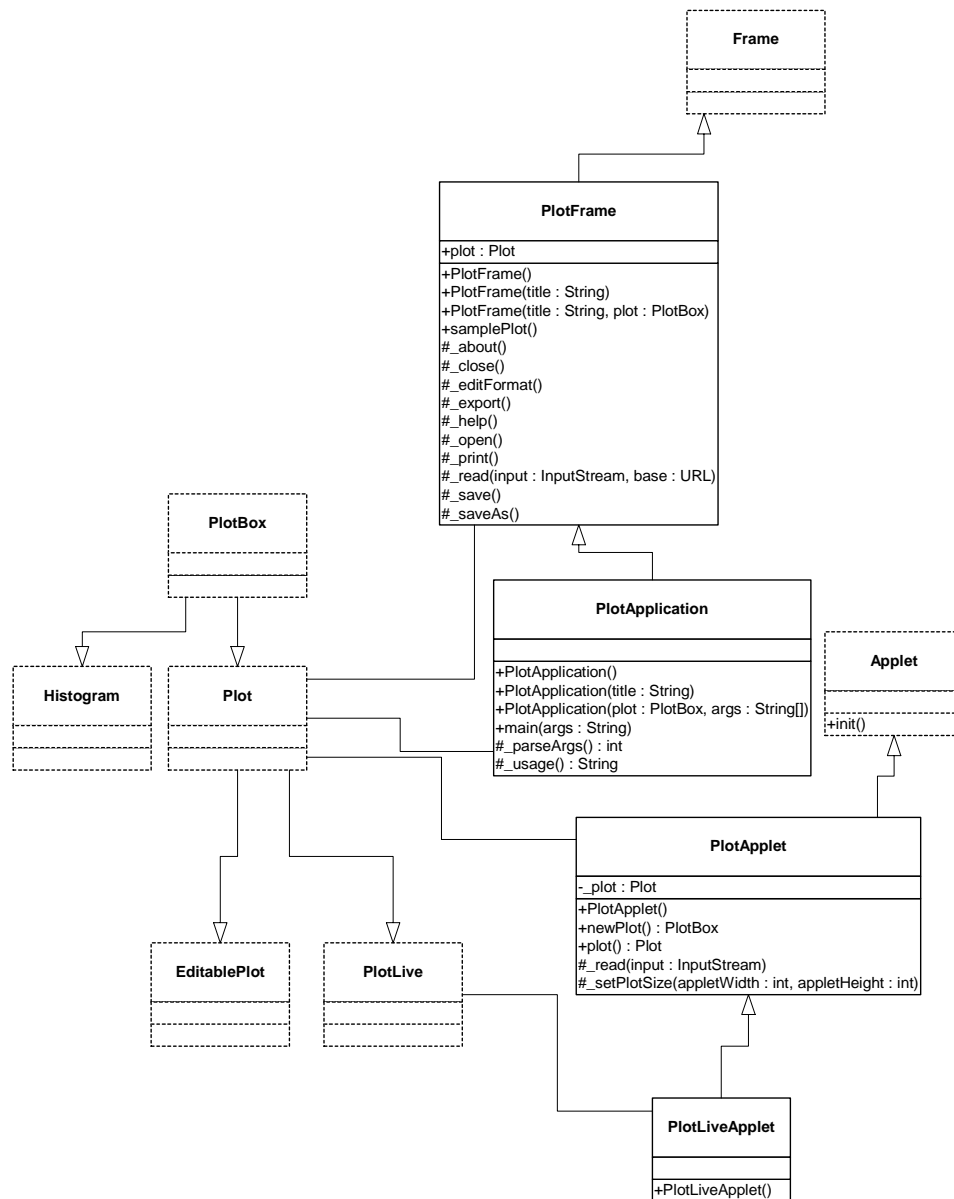 Frame
PlotFrame
+plot : Plot
+PlotFrame()
+PlotFrame(title : String)
+PlotFrame(title : String, plot : PlotBox)
+samplePlot()
#_about()
#_close()
#_editFormat()
#_export()
#_help()
#_open()
#_print()
#_read(input : InputStream, base : URL)
#_save()
#_saveAs()
PlotBox
PlotApplication
+PlotApplication()
+PlotApplication(title : String)
+PlotApplication(plot : PlotBox, args : String[])
+main(args : String)
#_parseArgs() : int
#_usage() : String
Applet
+init()
Histogram
Plot
PlotApplet
-_plot : Plot
+PlotApplet()
+newPlot() : PlotBox
+plot() : Plot
#_read(input : InputStream)
#_setPlotSize(appletWidth : int, appletHeight : int)
EditablePlot
PlotLive
PlotLiveApplet
+PlotLiveApplet()